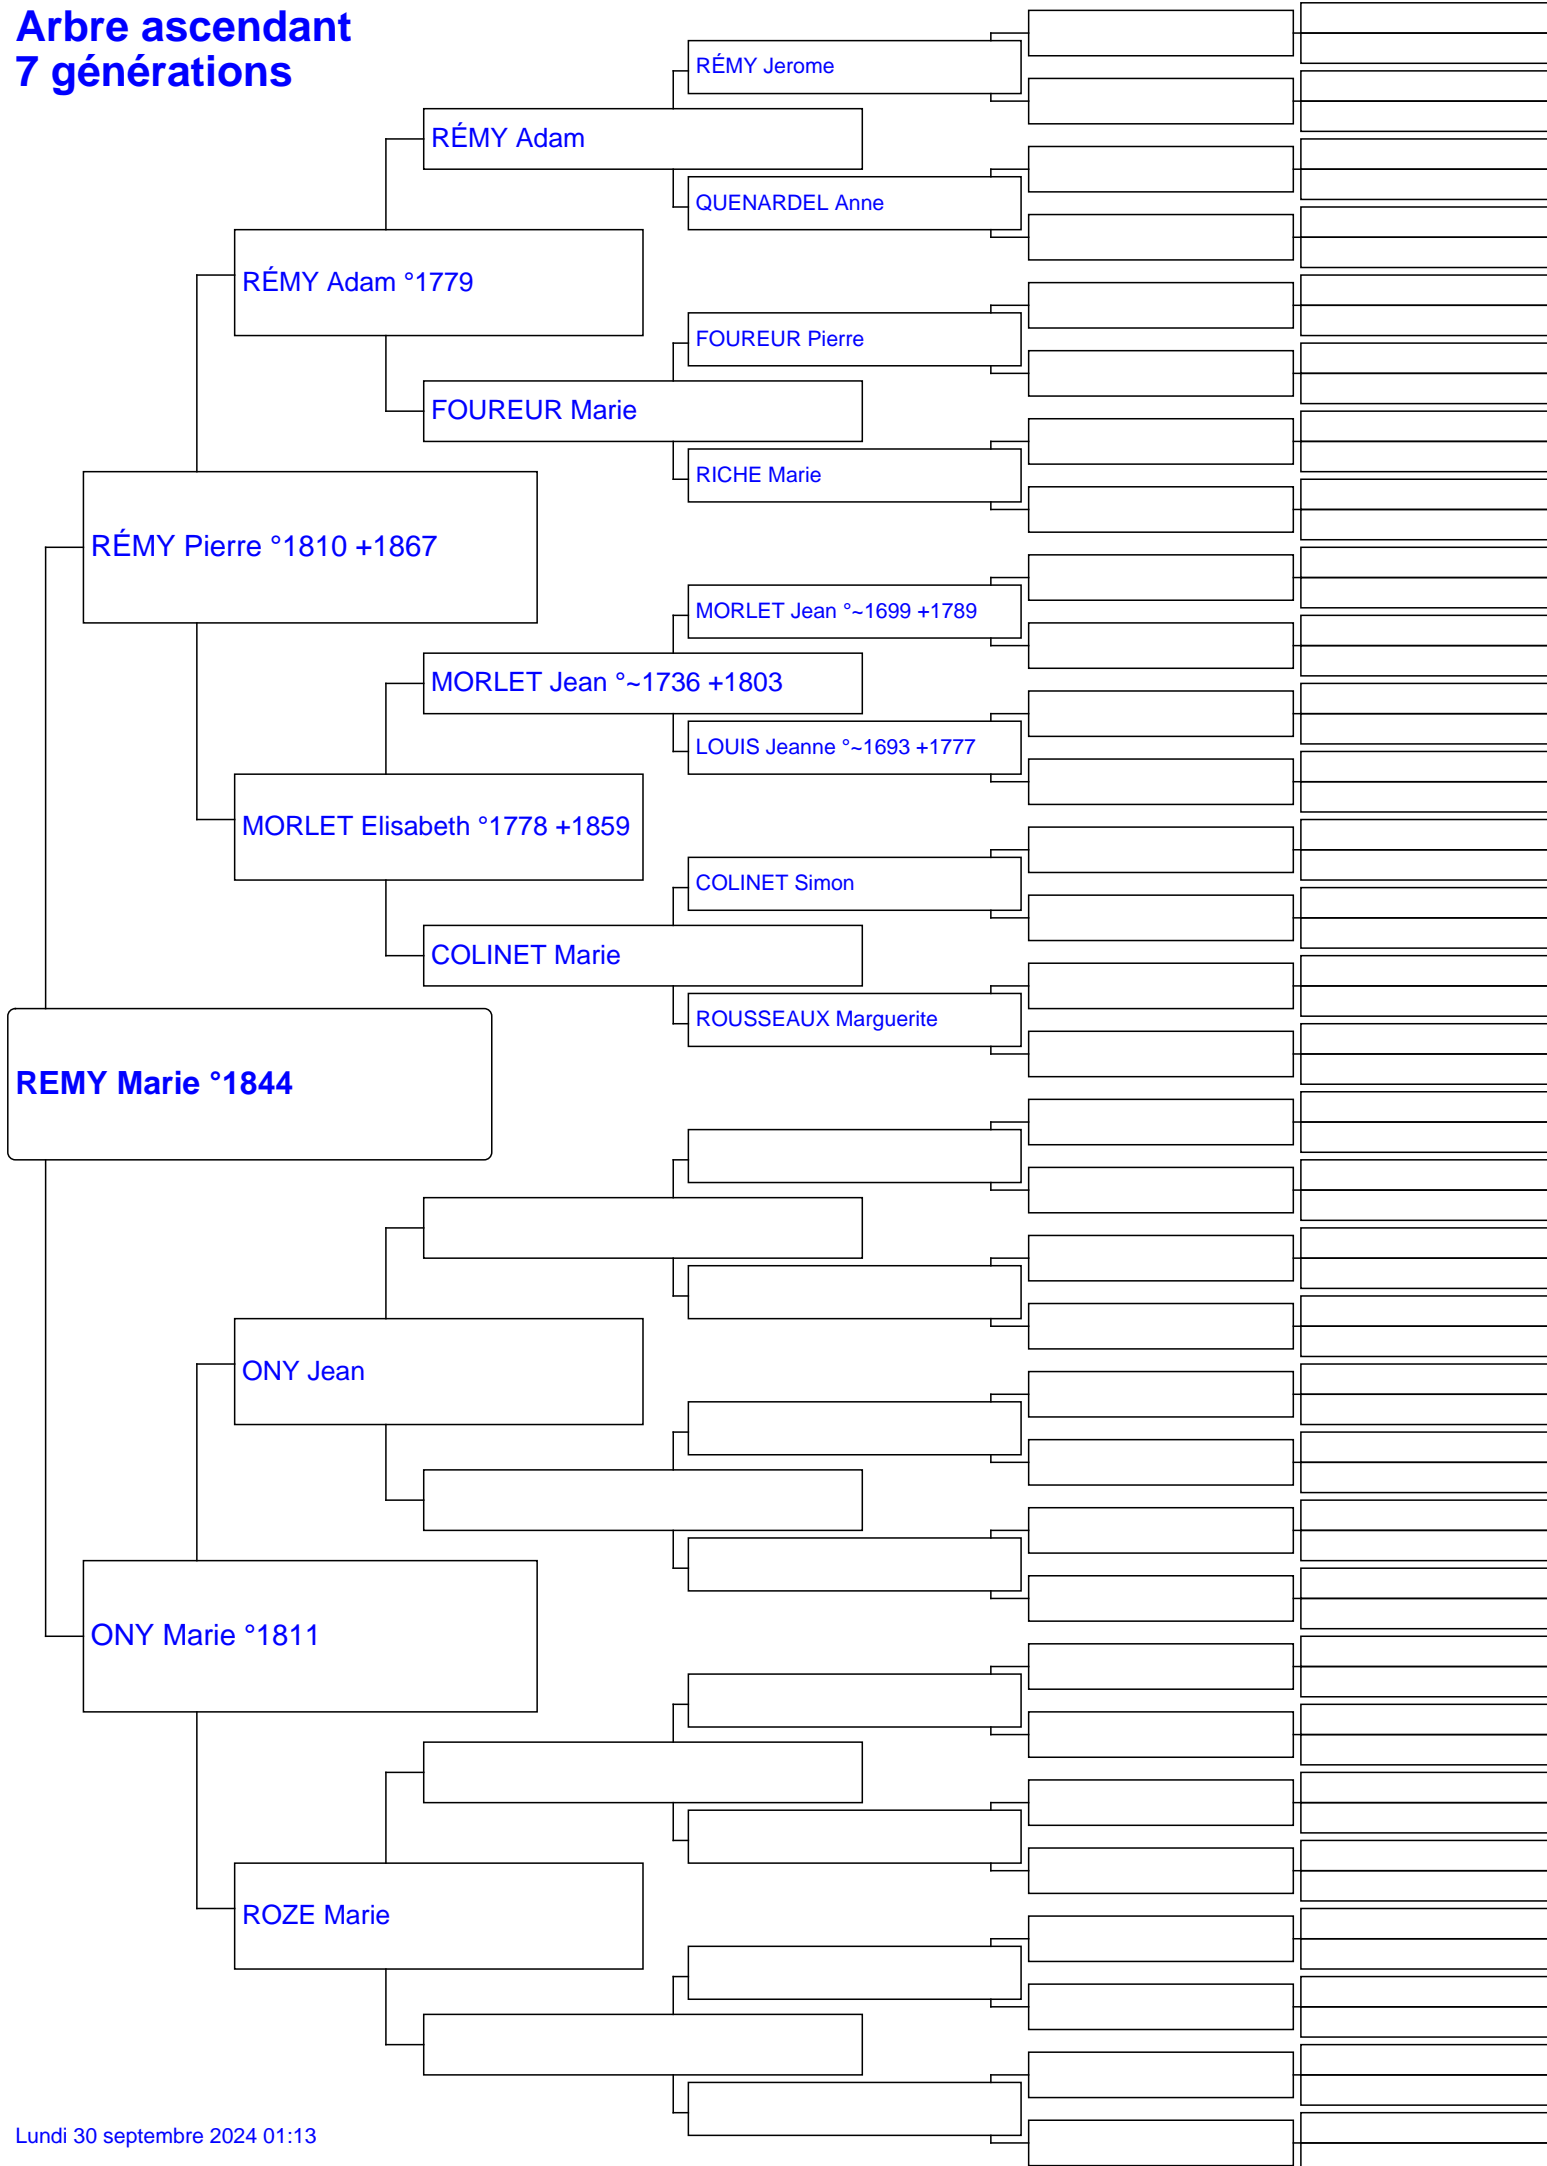 Arbre ascendant
7 générations
RÉMY Jerome
RÉMY Adam
QUENARDEL Anne
RÉMY Adam °1779
FOUREUR Pierre
FOUREUR Marie
RICHE Marie
RÉMY Pierre °1810 +1867
MORLET Jean °~1699 +1789
MORLET Jean °~1736 +1803
LOUIS Jeanne °~1693 +1777
MORLET Elisabeth °1778 +1859
COLINET Simon
COLINET Marie
ROUSSEAUX Marguerite
REMY Marie °1844
ONY Jean
ONY Marie °1811
ROZE Marie
Lundi 30 septembre 2024 01:13